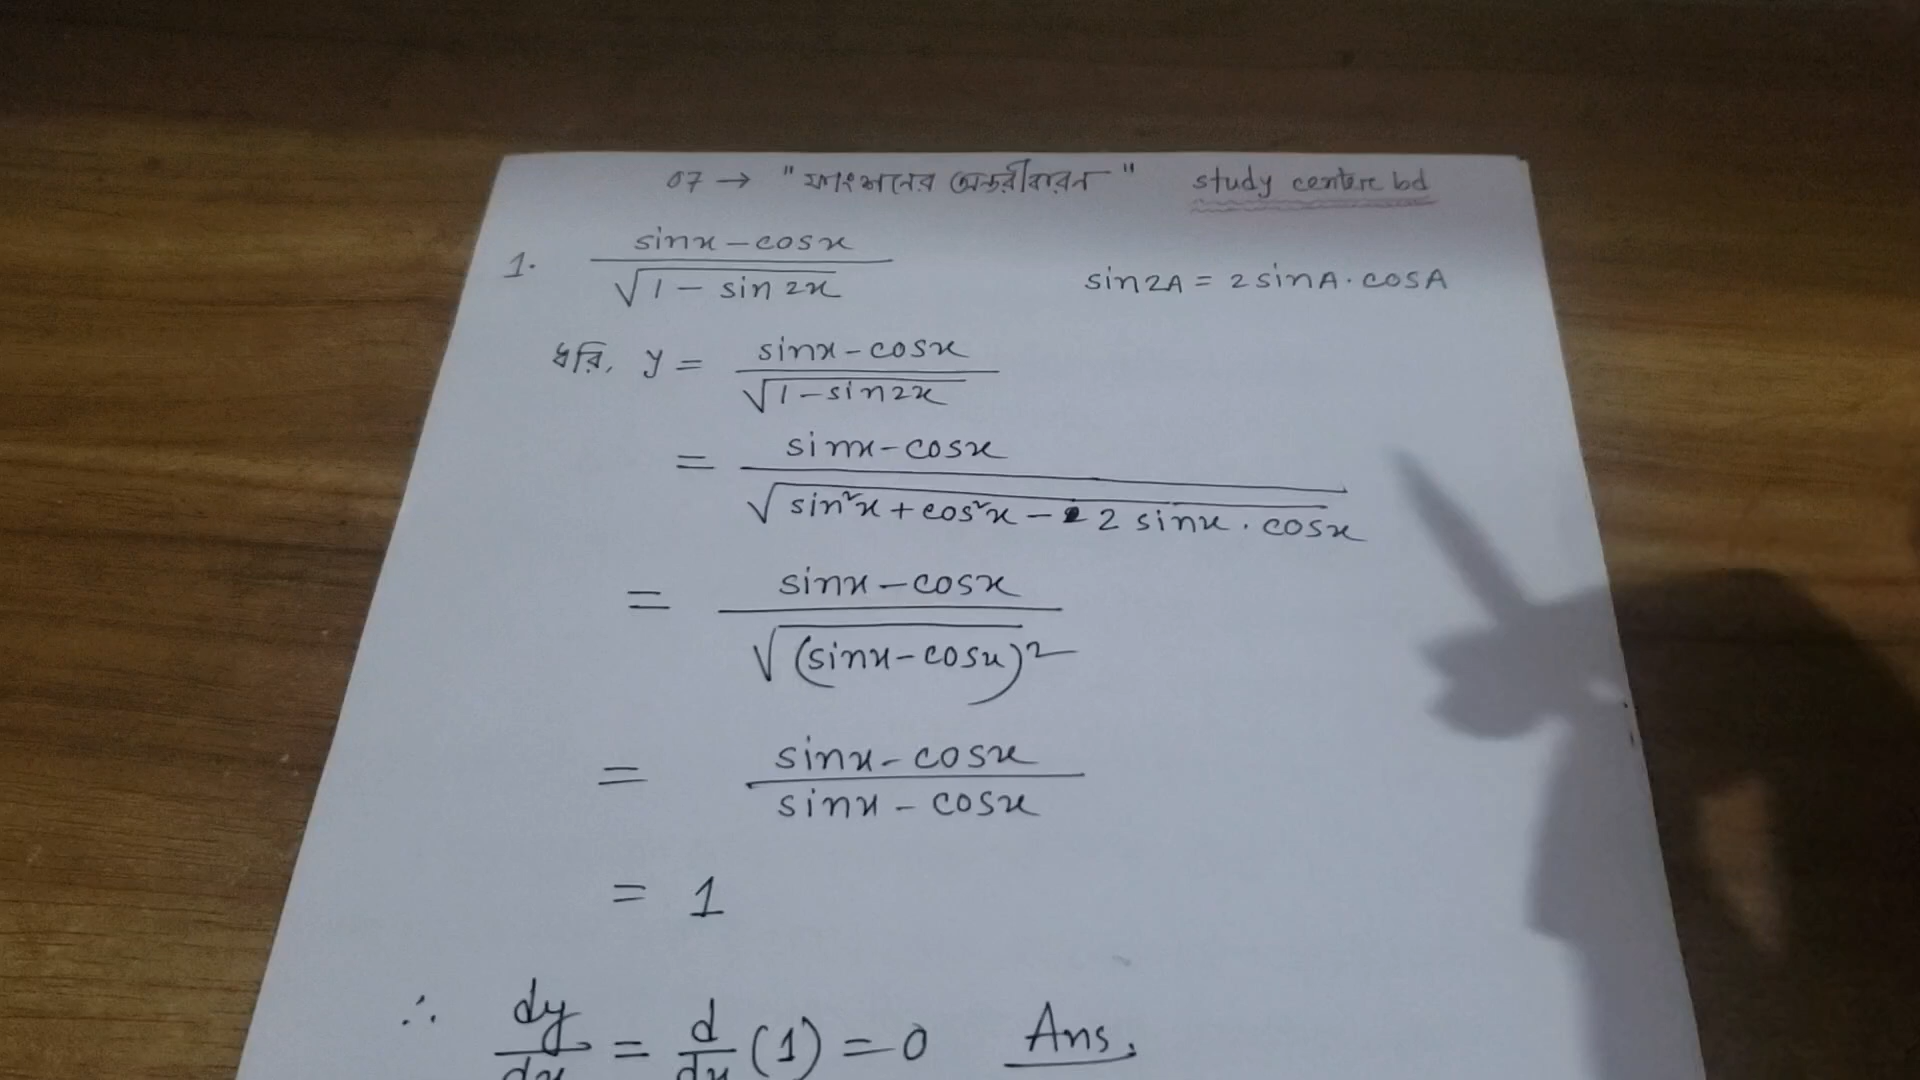 07 → "ফাংশনের অন্তরীকরন" study centre bd
1. sinx - cosx / √1 - sin2x
sin2A = 2sinA.cosA
ধরি, y = sinx - cosx / √1 - sin2x
= sinx - cosx / √sin²x + cos²x - 2 sinx . cosx
= sinx - cosx / √(sinx - cosx)²
= sinx - cosx / sinx - cosx
= 1
∴ dy/dx = d/dx (1) = 0 Ans.